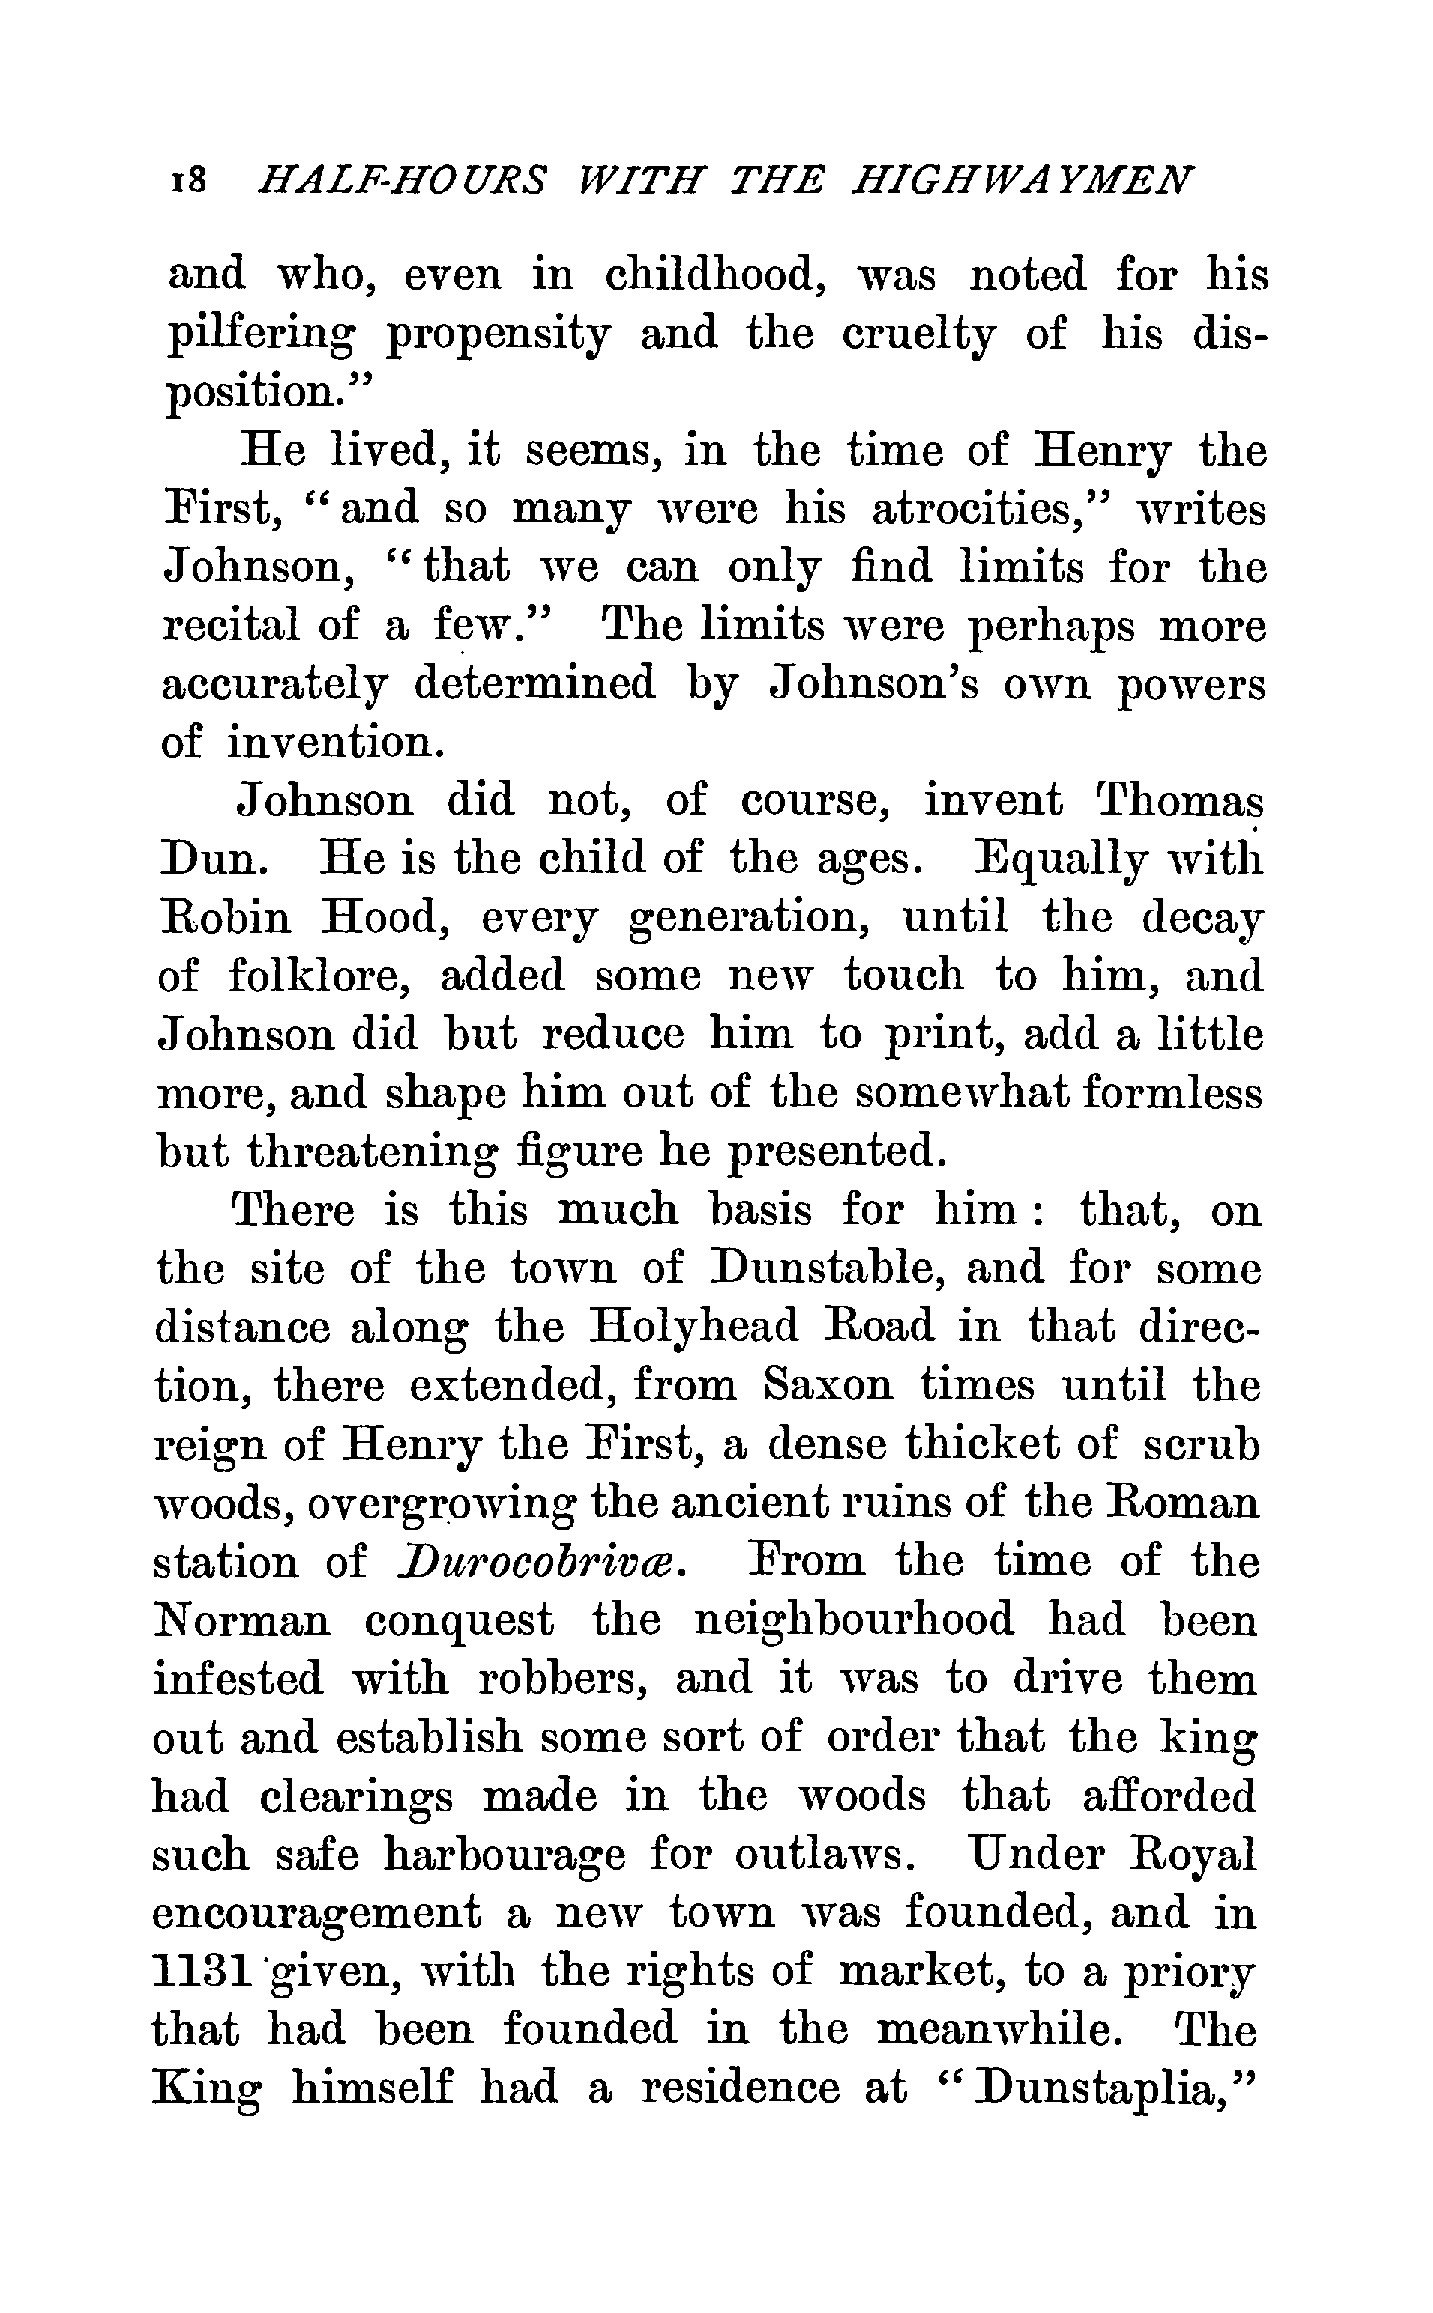 18 HALF-HOURS WITH THE HIGHWAYMEN
and who, even in childhood, was noted for his
pilfering propensity and the cruelty of his dis-
position."
He lived, it seems, in the time of Henry the
First, "and so many were his atrocities," writes
Johnson, "that we can only find limits for the
recital of a few." The limits were perhaps more
accurately determined by Johnson's own powers
of invention.
Johnson did not, of course, invent Thomas
Dun. He is the child of the ages. Equally with
Robin Hood, every generation, until the decay
of folklore, added some new touch to him, and
Johnson did but reduce him to print, add a little
more, and shape him out of the somewhat formless
but threatening figure he presented.
There is this much basis for him : that, on
the site of the town of Dunstable, and for some
distance along the Holyhead Road in that direc-
tion, there extended, from Saxon times until the
reign of Henry the First, a dense thicket of scrub
woods, overgrowing the ancient ruins of the Roman
station of Durocobrivæ. From the time of the
Norman conquest the neighbourhood had been
infested with robbers, and it was to drive them
out and establish some sort of order that the king
had clearings made in the woods that afforded
such safe harbourage for outlaws. Under Royal
encouragement a new town was founded, and in
1131 given, with the rights of market, to a priory
that had been founded in the meanwhile. The
King himself had a residence at "Dunstaplia,"